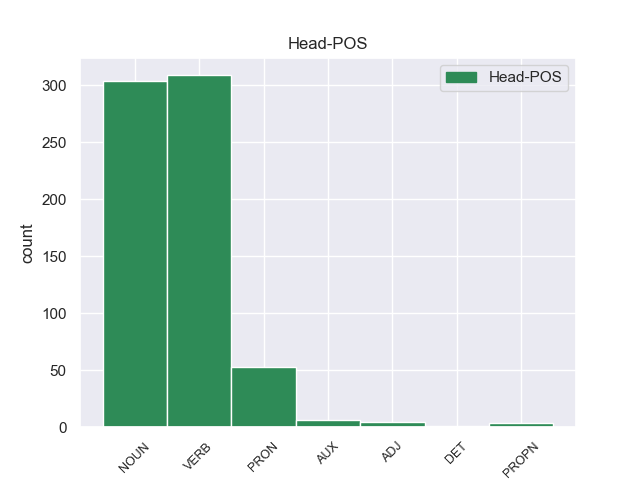 Head-POS
Head-POS
300
250
200
150
100
50
0
count
NOUN
VERB
PRON
AUX
ADJ
DET
PROPN